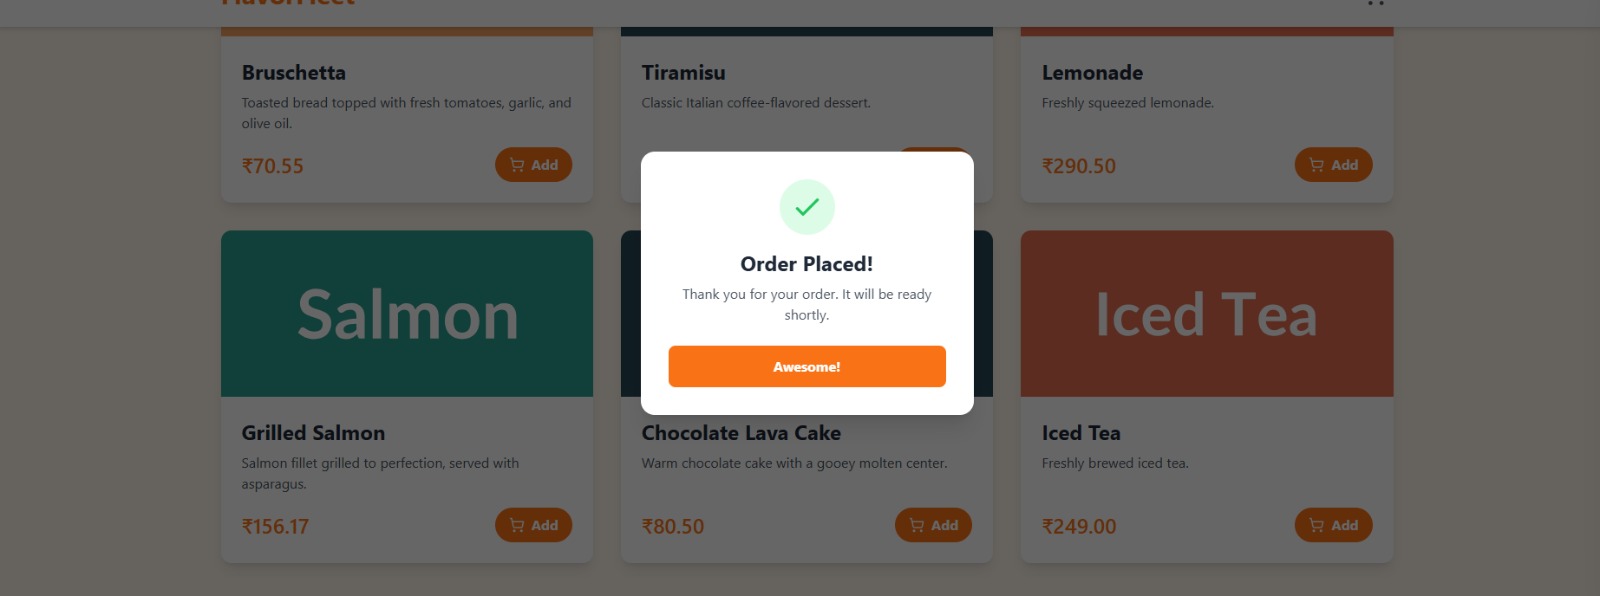 Bruschetta
Toasted bread topped with fresh tomatoes, garlic, and
olive oil.
₹70.55
Add
Tiramisu
Classic Italian coffee-flavored dessert.
Lemonade
Freshly squeezed lemonade.
₹290.50
Add
Order Placed!
Thank you for your order. It will be ready
shortly.
Awesome!
Salmon
Grilled Salmon
Salmon fillet grilled to perfection, served with
asparagus.
₹156.17
Add
Chocolate Lava Cake
Warm chocolate cake with a gooey molten center.
₹80.50
Add
Iced Tea
Iced Tea
Freshly brewed iced tea.
₹249.00
Add